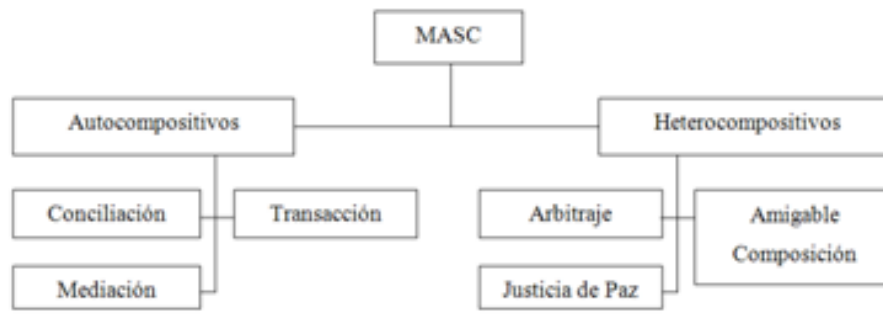 MASC
Autocompositivos
Heterocompositivos
Conciliación
Transacción
Mediación
Arbitraje
Amigable
Composición
Justicia de Paz